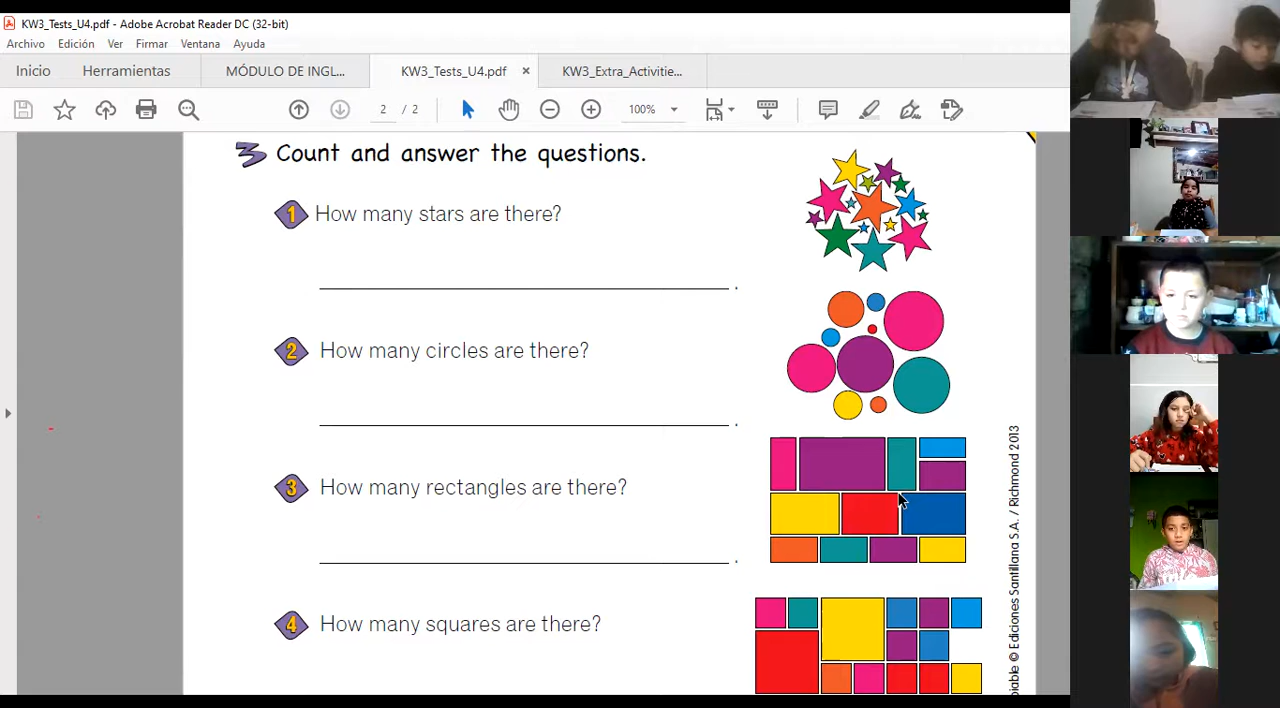 KW3_Tests_U4.pdf - Adobe Acrobat Reader DC (32-bit)
Archivo Edición Ver Firmar Ventana Ayuda
Inicio Herramientas MÓDULO DE INGL... KW3_Tests_U4.pdf × KW3_Extra_Activitie...
2 / 2 100%
3 Count and answer the questions.
1 How many stars are there?
.
2 How many circles are there?
.
3 How many rectangles are there?
.
4 How many squares are there?
piable © Ediciones Santillana S.A. / Richmond 2013